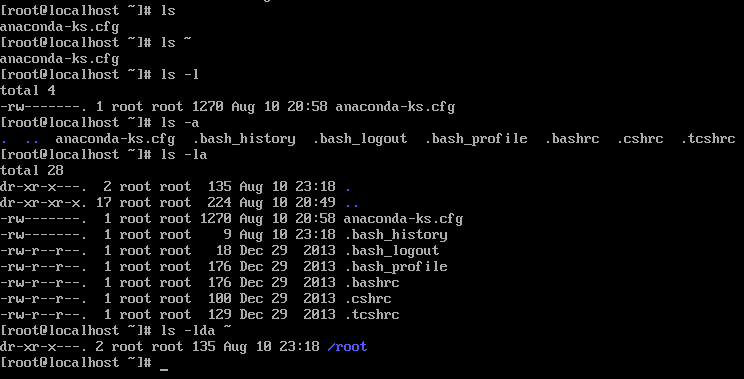 [root@localhost ~]# ls
anaconda-ks.cfg
[root@localhost ~]# ls ~
anaconda-ks.cfg
[root@localhost ~]# ls -l
total 4
-rw-------. 1 root root 1270 Aug 10 20:58 anaconda-ks.cfg
[root@localhost ~]# ls -a
.  ..  anaconda-ks.cfg  .bash_history  .bash_logout  .bash_profile  .bashrc  .cshrc  .tcshrc
[root@localhost ~]# ls -la
total 28
dr-xr-x---.  2 root root  135 Aug 10 23:18 .
dr-xr-xr-x. 17 root root  224 Aug 10 20:49 ..
-rw-------.  1 root root 1270 Aug 10 20:58 anaconda-ks.cfg
-rw-------.  1 root root    9 Aug 10 23:18 .bash_history
-rw-r--r--.  1 root root   18 Dec 29  2013 .bash_logout
-rw-r--r--.  1 root root  176 Dec 29  2013 .bash_profile
-rw-r--r--.  1 root root  176 Dec 29  2013 .bashrc
-rw-r--r--.  1 root root  100 Dec 29  2013 .cshrc
-rw-r--r--.  1 root root  129 Dec 29  2013 .tcshrc
[root@localhost ~]# ls -lda ~
dr-xr-x---. 2 root root 135 Aug 10 23:18 /root
[root@localhost ~]# _